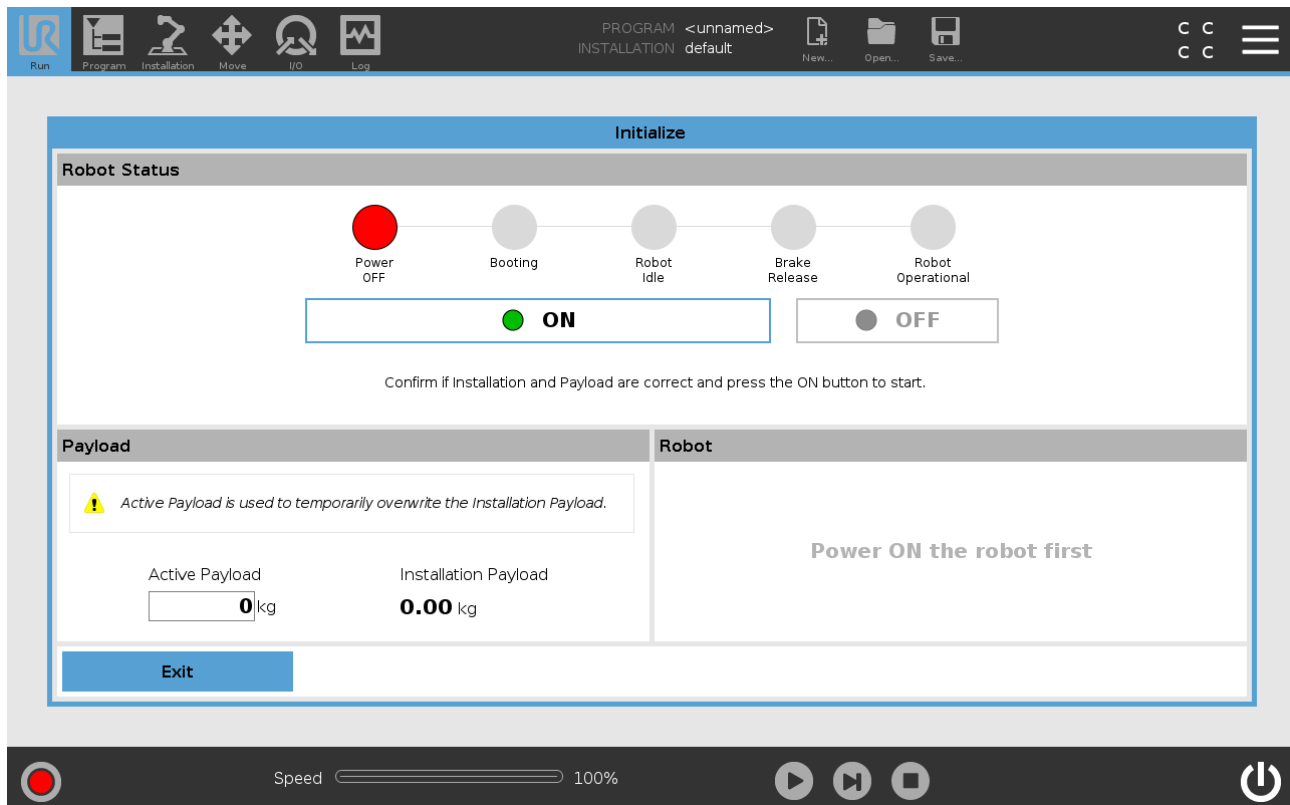 PROGRAM <unnamed>
INSTALLATION default
C C
C C
Run Program Installation Move I/O Log New... Open... Save...
Initialize
Robot Status
Power OFF
Booting
Robot Idle
Brake Release
Robot Operational
ON
OFF
Confirm if Installation and Payload are correct and press the ON button to start.
Payload
Robot
Active Payload is used to temporarily overwrite the Installation Payload.
Power ON the robot first
Active Payload
Installation Payload
0 kg
0.00 kg
Exit
Speed 100%